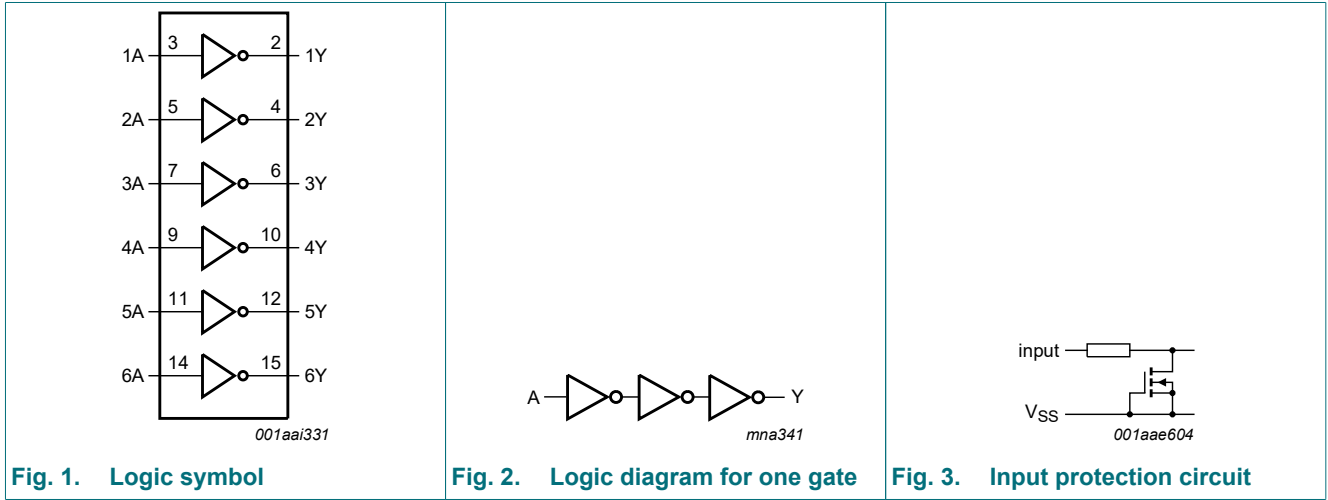 1A 3 2 1Y
2A 5 4 2Y
3A 7 6 3Y
4A 9 10 4Y
5A 11 12 5Y
6A 14 15 6Y
001aai331
Fig. 1. Logic symbol
A Y
mna341
Fig. 2. Logic diagram for one gate
input
VSS
001aae604
Fig. 3. Input protection circuit